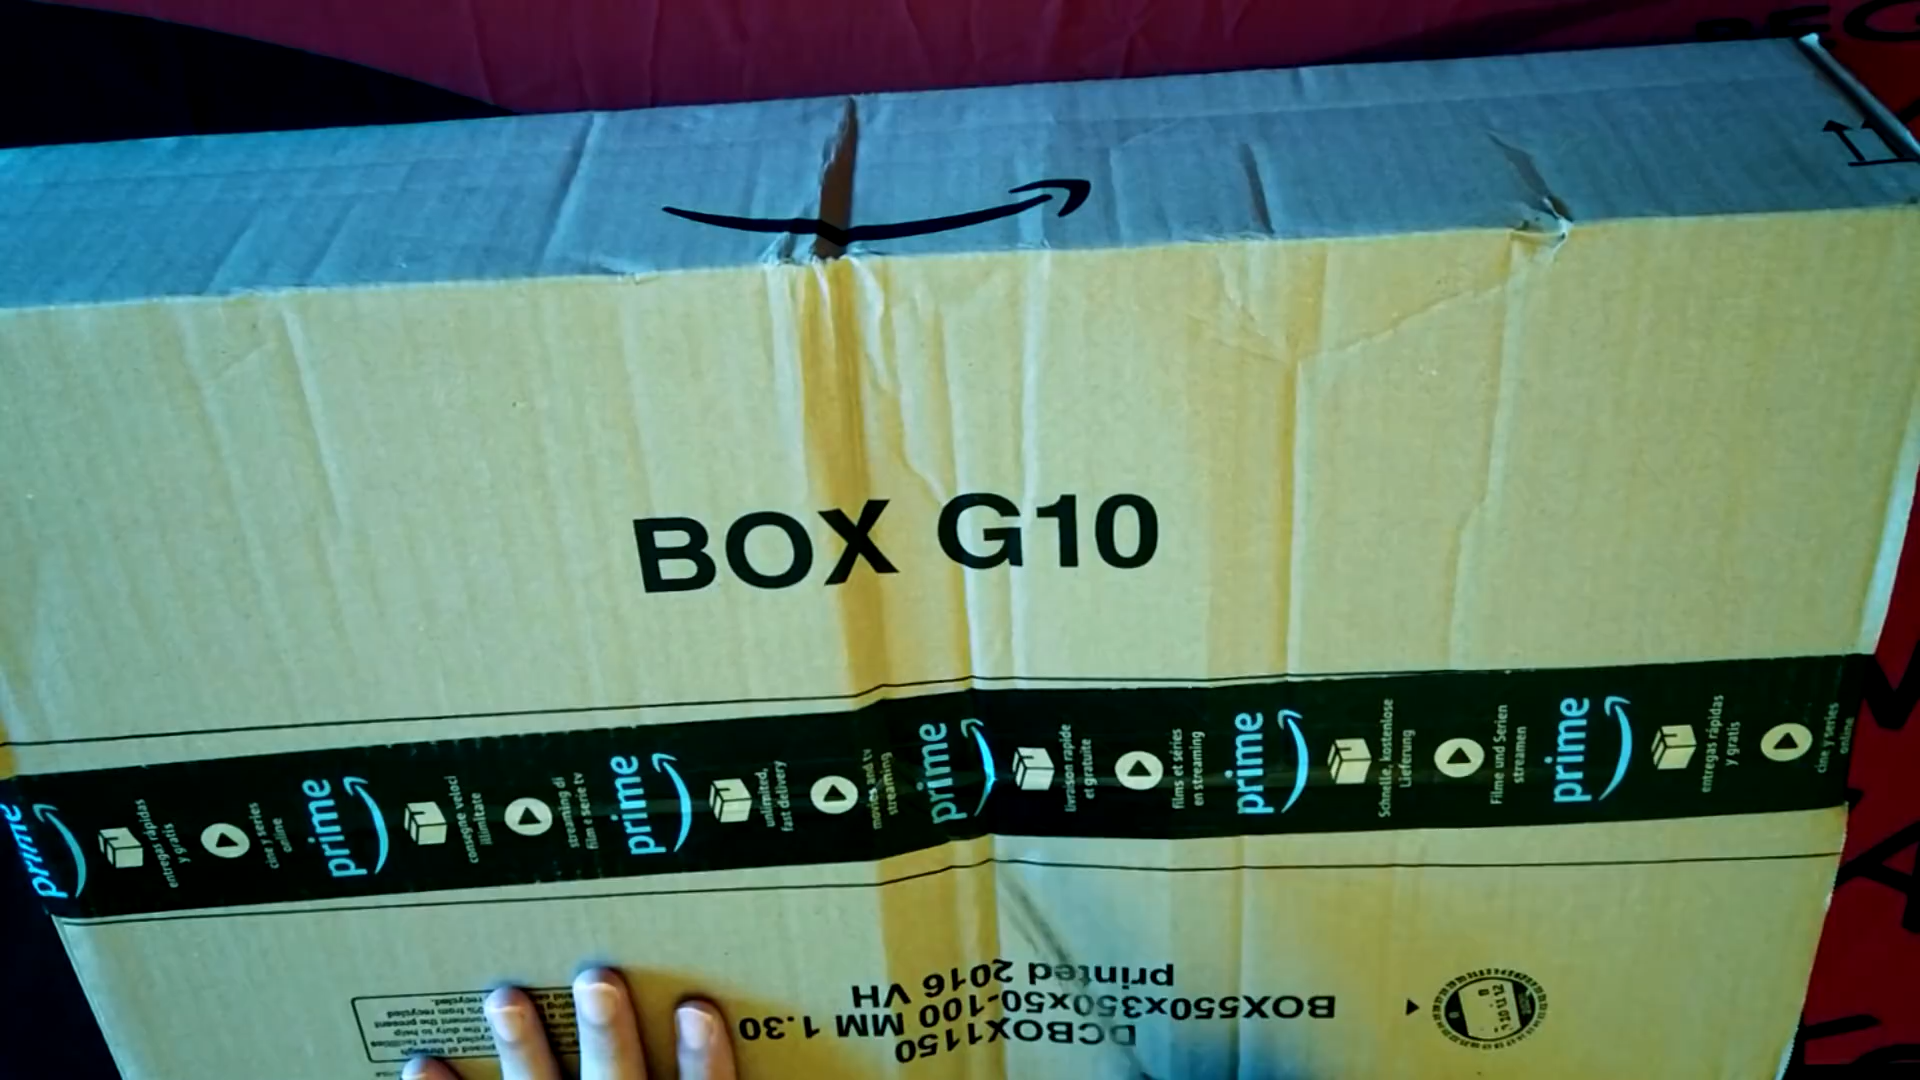 BOX G10
prime
entregas rápidas
y gratis
cine y series
online
prime
consegne veloci
illimitate
streaming di
film e serie tv
prime
unlimited,
fast delivery
movies and tv
streaming
prime
livraison rapide
et gratuite
films et séries
en streaming
prime
Schnelle, kostenlose
Lieferung
Filme und Serien
streamen
prime
entregas rápidas
y gratis
cine y series
online
DCBOX1150
BOX550x350x50-100 MM 1.30
printed 2016 VH